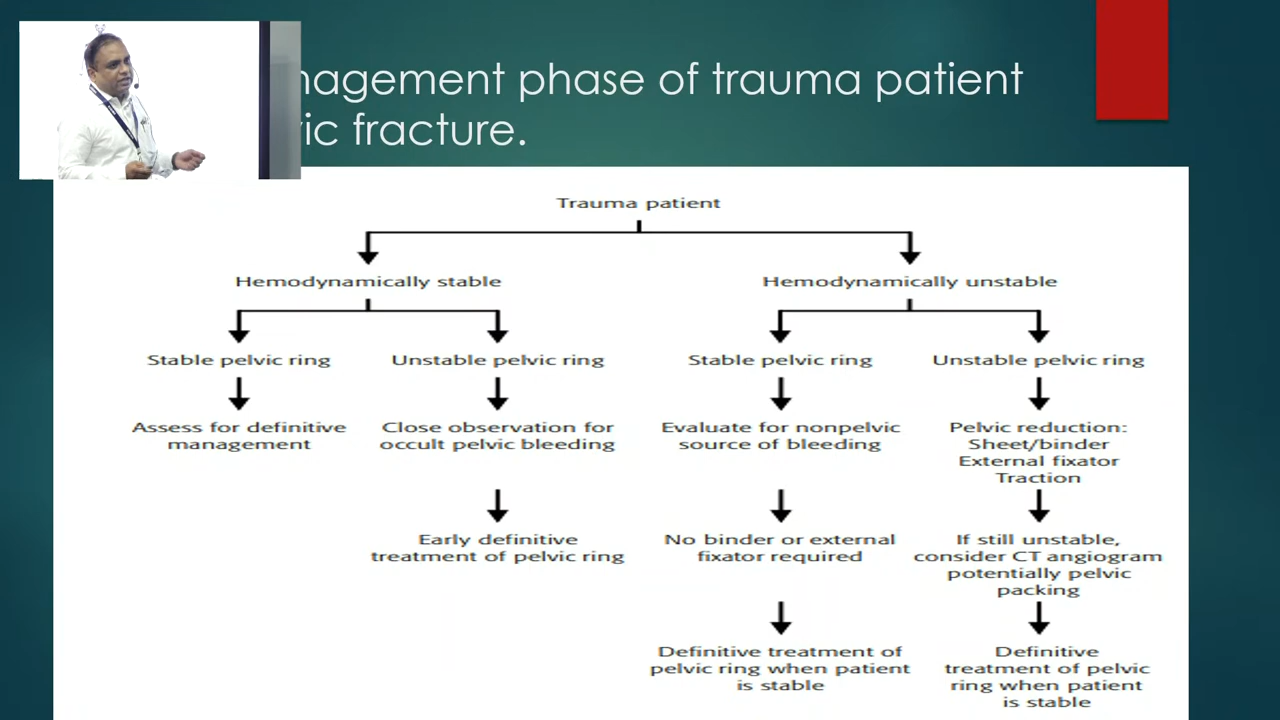 nagement phase of trauma patient
ic fracture.
Trauma patient
Hemodynamically stable
Hemodynamically unstable
Stable pelvic ring
Unstable pelvic ring
Stable pelvic ring
Unstable pelvic ring
Assess for definitive
management
Close observation for
occult pelvic bleeding
Evaluate for nonpelvic
source of bleeding
Pelvic reduction:
Sheet/binder
External fixator
Traction
Early definitive
treatment of pelvic ring
No binder or external
fixator required
If still unstable,
consider CT angiogram
potentially pelvic
packing
Definitive treatment of
pelvic ring when patient
is stable
Definitive
treatment of pelvic
ring when patient
is stable